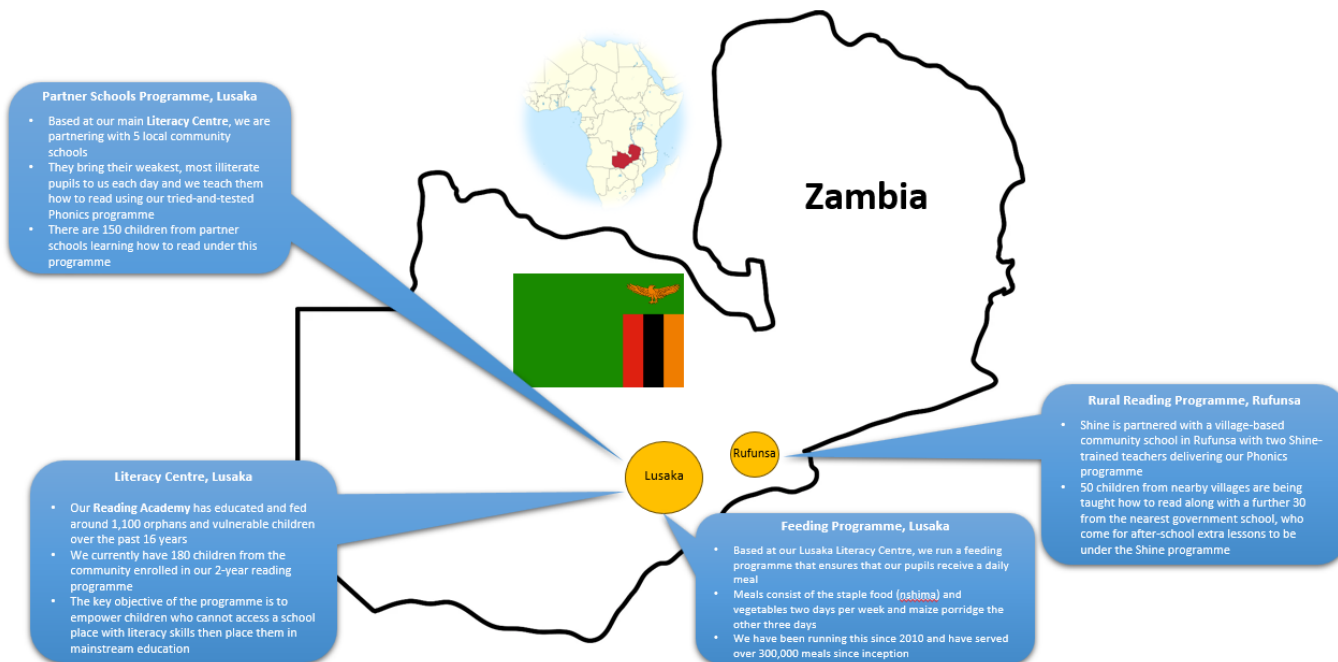 Zambia
Partner Schools Programme, Lusaka
• Based at our main Literacy Centre, we are
partnering with 5 local community
schools
• They bring their weakest, most illiterate
pupils to us each day and we teach them
how to read using our tried-and-tested
Phonics programme
• There are 150 children from partner
schools learning how to read under this
programme
Literacy Centre, Lusaka
• Our Reading Academy has educated and fed
around 1,100 orphans and vulnerable children
over the past 16 years
• We currently have 180 children from the
community enrolled in our 2-year reading
programme
• The key objective of the programme is to
empower children who cannot access a school
place with literacy skills then place them in
mainstream education
Lusaka
Rufunsa
Feeding Programme, Lusaka
• Based at our Lusaka Literacy Centre, we run a feeding
programme that ensures that our pupils receive a daily
meal
• Meals consist of the staple food (nshima) and
vegetables two days per week and maize porridge the
other three days
• We have been running this since 2010 and have served
over 300,000 meals since inception
Rural Reading Programme, Rufunsa
• Shine is partnered with a village-based
community school in Rufunsa with two Shine-
trained teachers delivering our Phonics
programme
• 50 children from nearby villages are being
taught how to read along with a further 30
from the nearest government school, who
come for after-school extra lessons to be
under the Shine programme